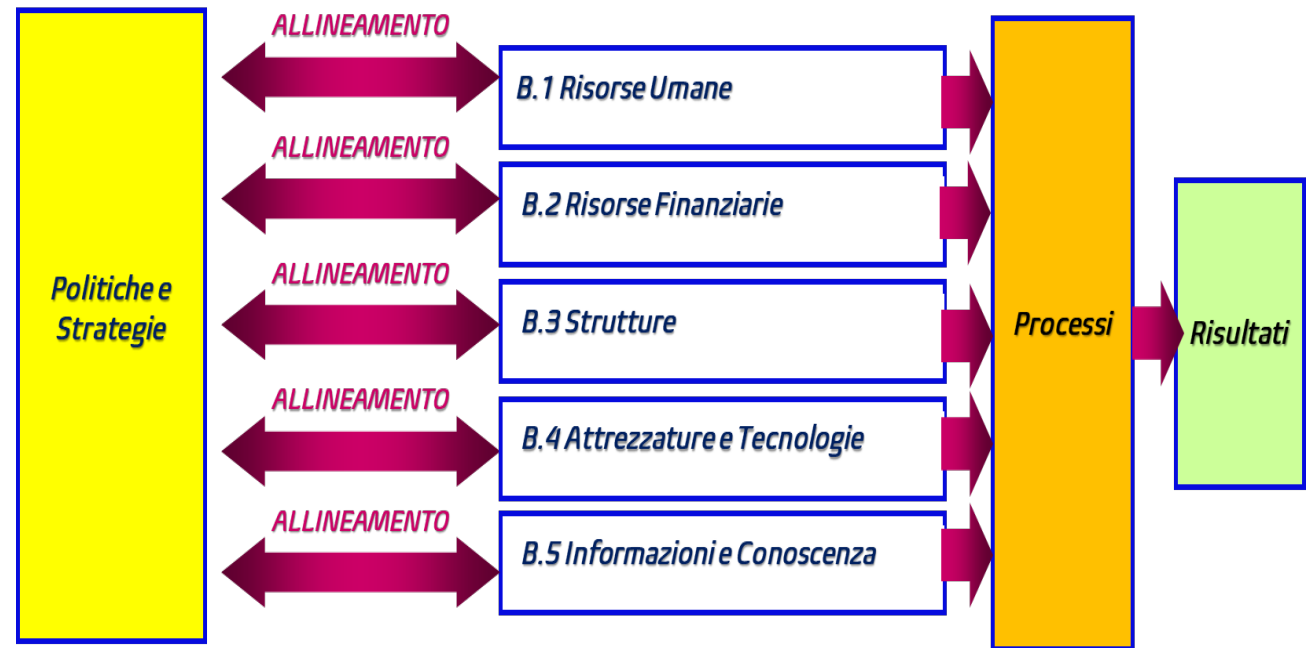 Politiche e
Strategie
ALLINEAMENTO
B.1 Risorse Umane
ALLINEAMENTO
B.2 Risorse Finanziarie
ALLINEAMENTO
B.3 Strutture
ALLINEAMENTO
B.4 Attrezzature e Tecnologie
ALLINEAMENTO
B.5 Informazioni e Conoscenza
Processi
Risultati